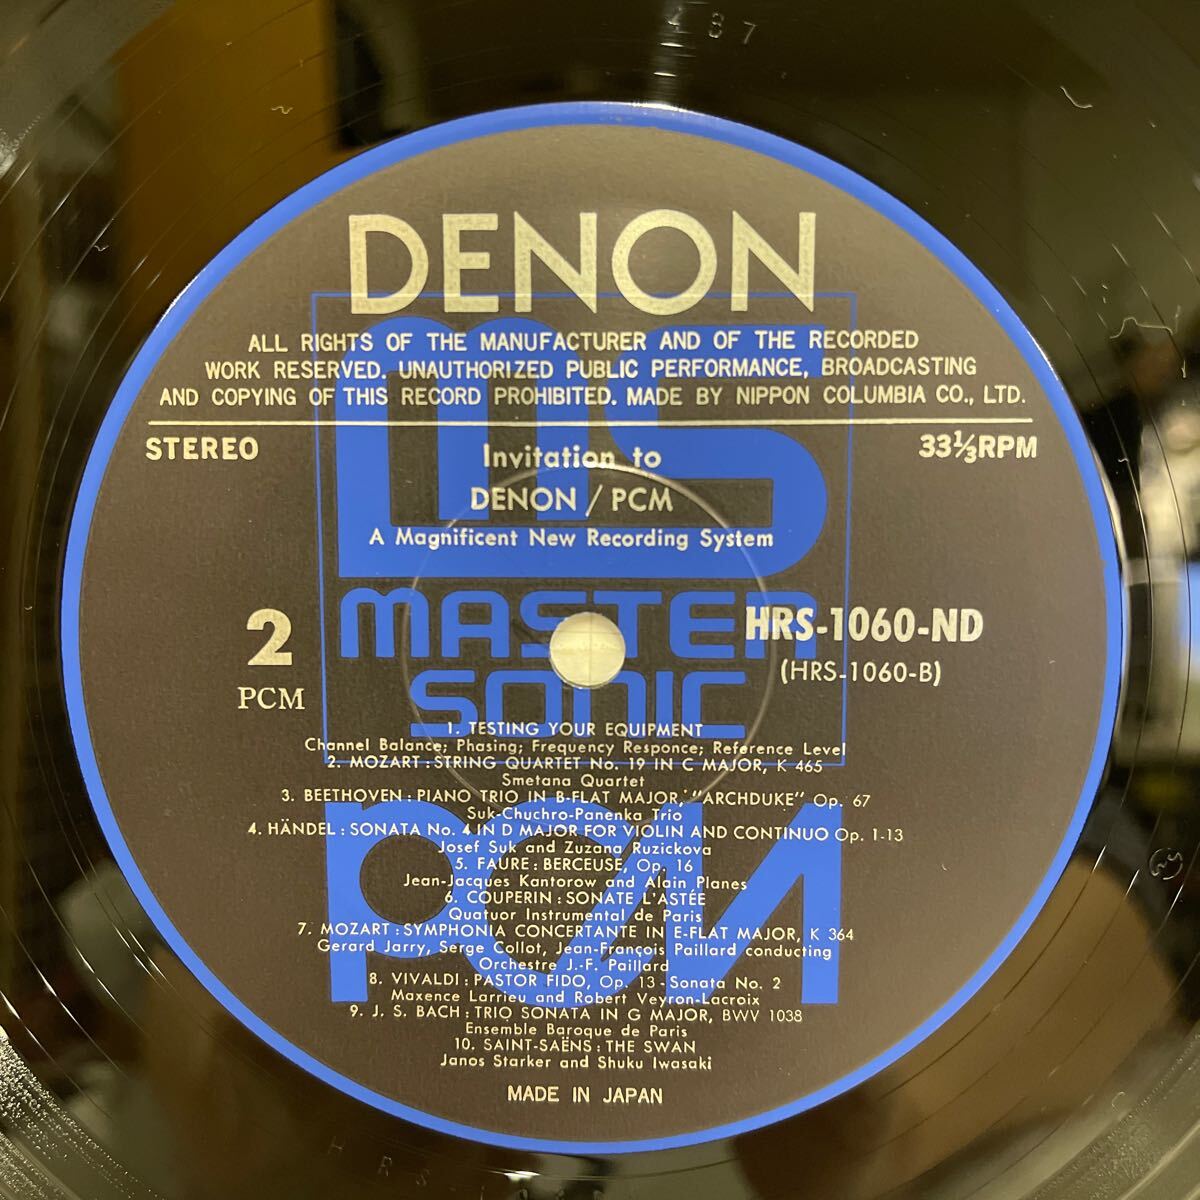 187
DENON
ALL RIGHTS OF THE MANUFACTURER AND OF THE RECORDED
WORK RESERVED. UNAUTHORIZED PUBLIC PERFORMANCE, BROADCASTING
AND COPYING OF THIS RECORD PROHIBITED. MADE BY NIPPON COLUMBIA CO., LTD.
STEREO
33⅓RPM
Invitation to
DENON / PCM
A Magnificent New Recording System
MS
MASTER
SONIC
PCM
2
PCM
HRS-1060-ND
(HRS-1060-B)
1. TESTING YOUR EQUIPMENT
Channel Balance; Phasing; Frequency Responce; Reference Level
2. MOZART : STRING QUARTET No. 19 IN C MAJOR, K 465
Smetana Quartet
3. BEETHOVEN : PIANO TRIO IN B-FLAT MAJOR, "ARCHDUKE" Op. 67
Suk-Chuchro-Panenka Trio
4. HÄNDEL : SONATA No. 4 IN D MAJOR FOR VIOLIN AND CONTINUO Op. 1-13
Josef Suk and Zuzana Ruzickova
5. FAURE : BERCEUSE, Op. 16
Jean-Jacques Kantorow and Alain Planes
6. COUPERIN : SONATE L'ASTÉE
Quatuor Instrumental de Paris
7. MOZART : SYMPHONIA CONCERTANTE IN E-FLAT MAJOR, K 364
Gerard Jarry, Serge Collot, Jean-François Paillard conducting
Orchestre J.-F. Paillard
8. VIVALDI : PASTOR FIDO, Op. 13 - Sonata No. 2
Maxence Larrieu and Robert Veyron-Lacroix
9. J. S. BACH : TRIO SONATA IN G MAJOR, BWV 1038
Ensemble Baroque de Paris
10. SAINT-SAËNS : THE SWAN
Janos Starker and Shuku Iwasaki
MADE IN JAPAN
HRS